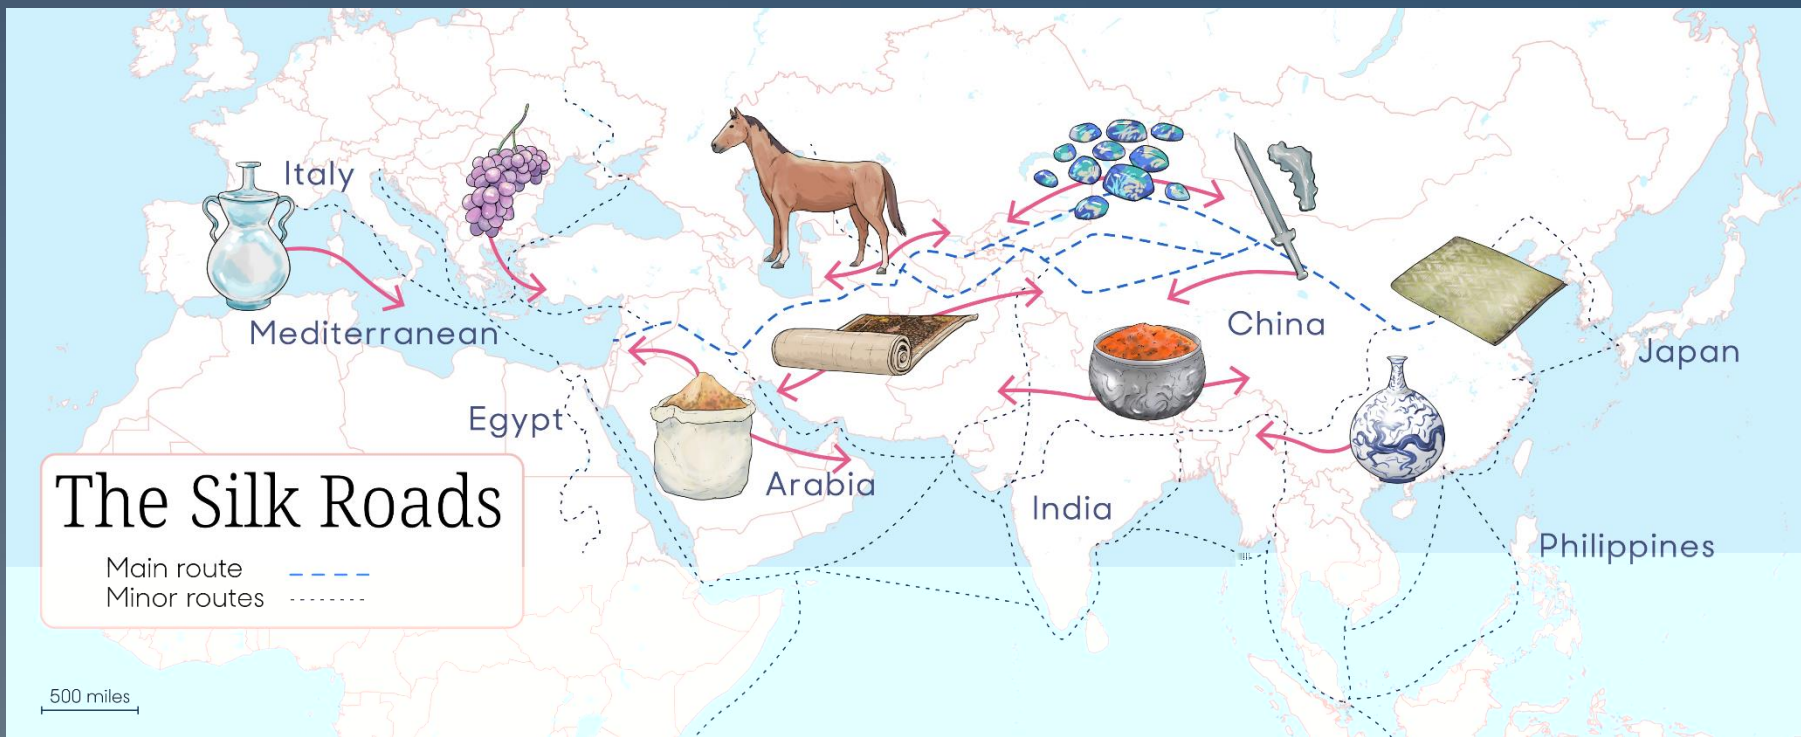 Italy
Mediterranean
China
Japan
Egypt
Arabia
India
Philippines
The Silk Roads
Main route
Minor routes
500 miles